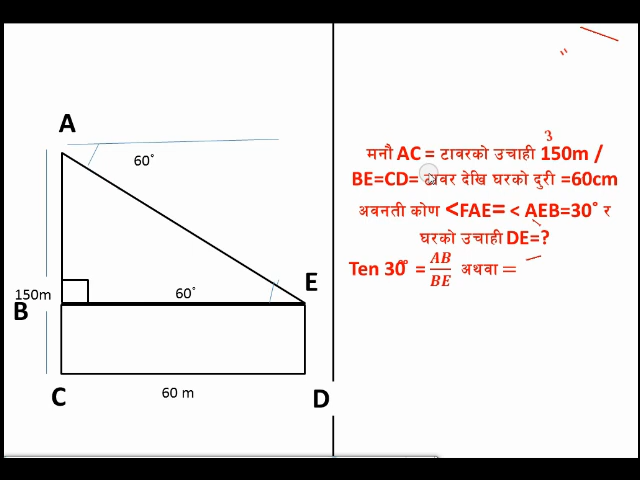 A
60°
150m
B
60°
E
C
60 m
D
3
मनौ AC = टावरको उचाही 150m /
BE=CD= टावर देखि घरको दुरी =60cm
अवनती कोण <FAE= < AEB=30° र
घरको उचाही DE=?
Ten 30° = AB/BE अथवा =